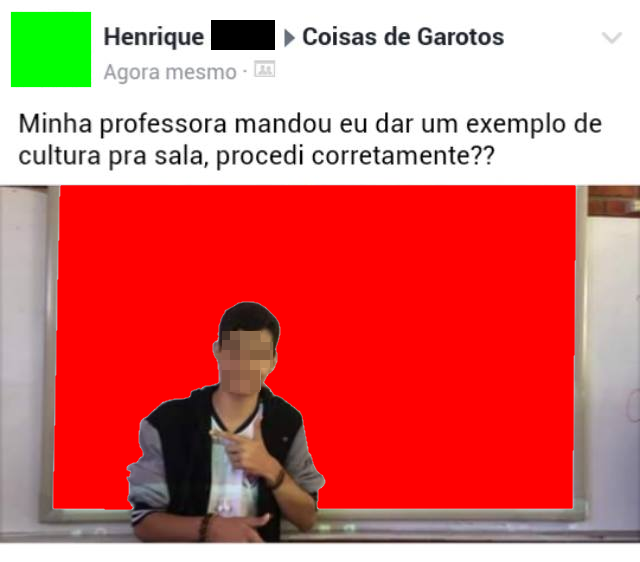 Henrique ▶ Coisas de Garotos
Agora mesmo ·
Minha professora mandou eu dar um exemplo de
cultura pra sala, procedi corretamente??